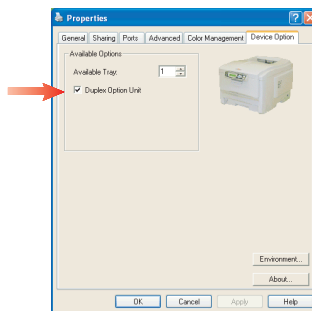 Properties
General Sharing Ports Advanced Color Management Device Option
Available Options
Available Tray: 1
Duplex Option Unit
Environment...
About...
OK Cancel Apply Help